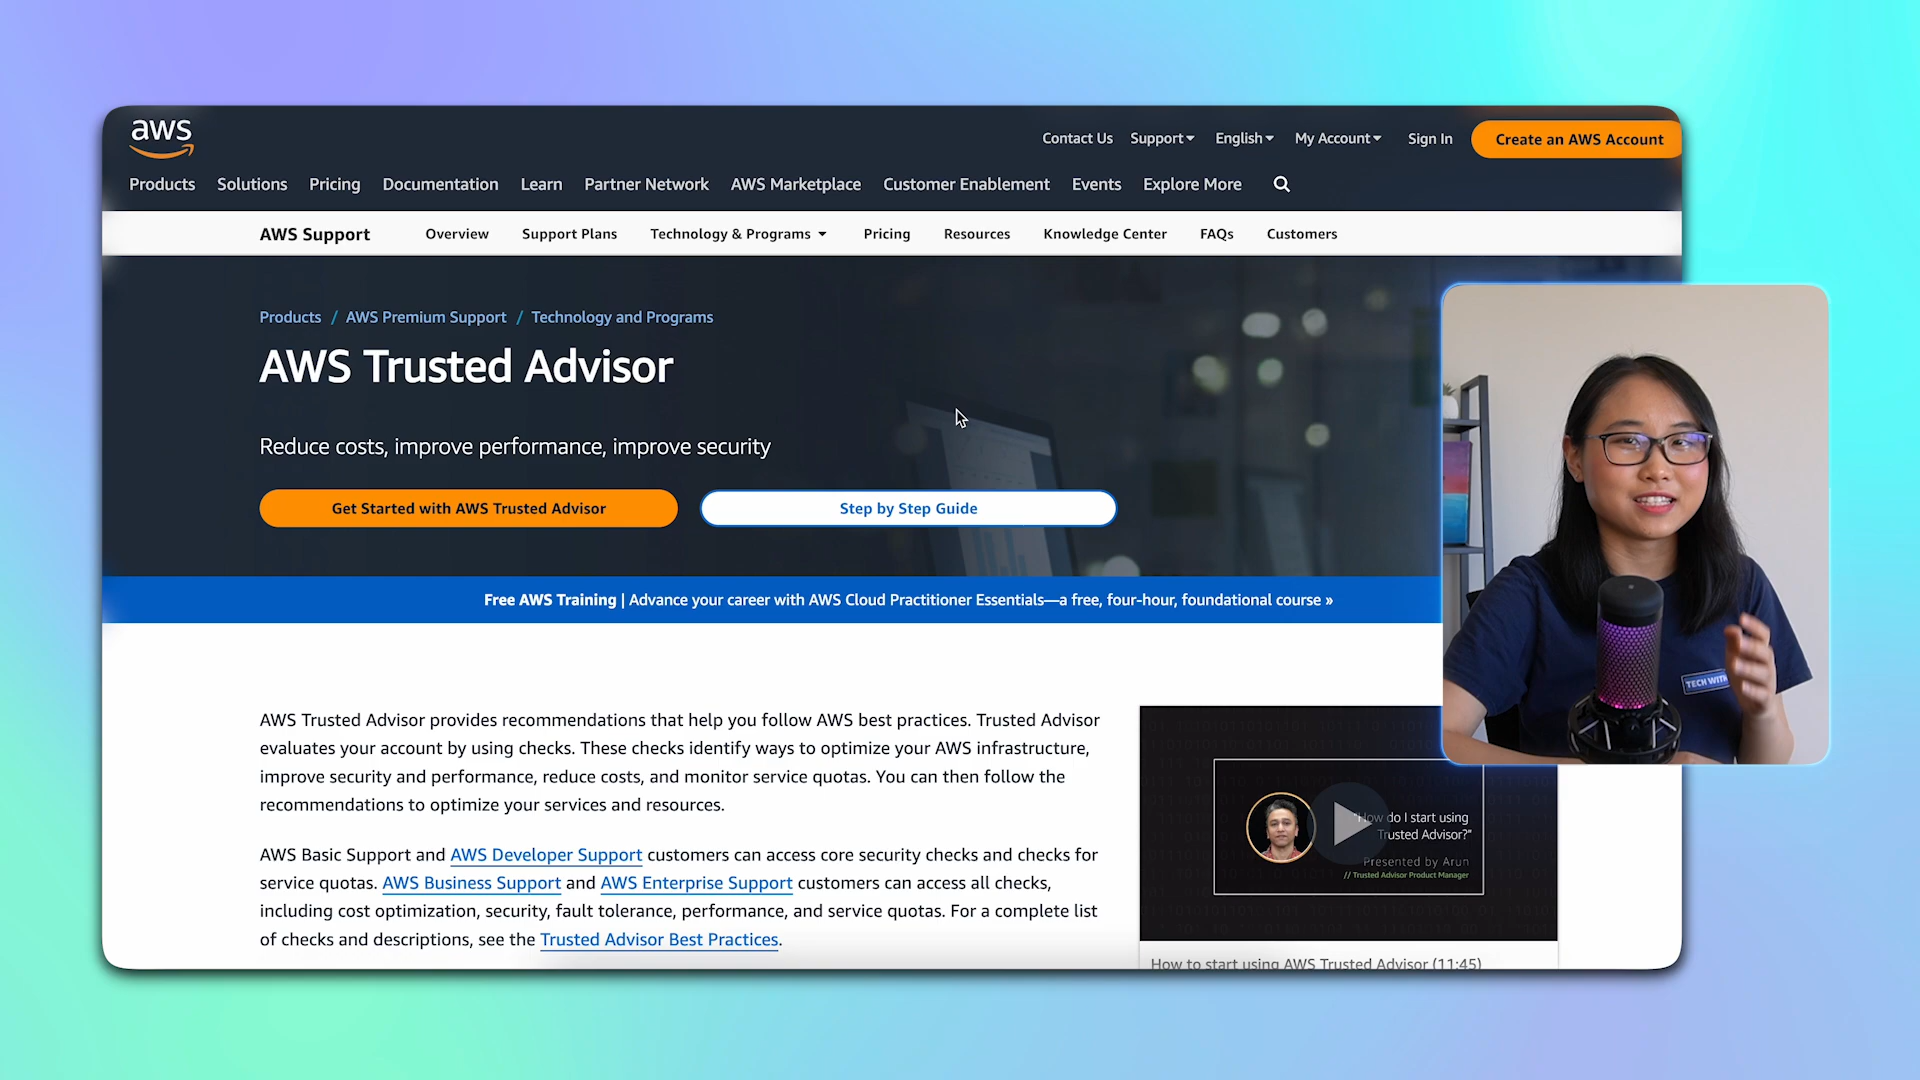 aws
Contact Us Support English My Account Sign In Create an AWS Account
Products Solutions Pricing Documentation Learn Partner Network AWS Marketplace Customer Enablement Events Explore More
AWS Support Overview Support Plans Technology & Programs Pricing Resources Knowledge Center FAQs Customers
Products / AWS Premium Support / Technology and Programs
AWS Trusted Advisor
Reduce costs, improve performance, improve security
Get Started with AWS Trusted Advisor Step by Step Guide
Free AWS Training | Advance your career with AWS Cloud Practitioner Essentials—a free, four-hour, foundational course »
TECH WITH
AWS Trusted Advisor provides recommendations that help you follow AWS best practices. Trusted Advisor
evaluates your account by using checks. These checks identify ways to optimize your AWS infrastructure,
improve security and performance, reduce costs, and monitor service quotas. You can then follow the
recommendations to optimize your services and resources.
AWS Basic Support and AWS Developer Support customers can access core security checks and checks for
service quotas. AWS Business Support and AWS Enterprise Support customers can access all checks,
including cost optimization, security, fault tolerance, performance, and service quotas. For a complete list
of checks and descriptions, see the Trusted Advisor Best Practices.
"How do I start using
Trusted Advisor?"
Presented by Arun
// Trusted Advisor Product Manager
How to start using AWS Trusted Advisor (11:45)